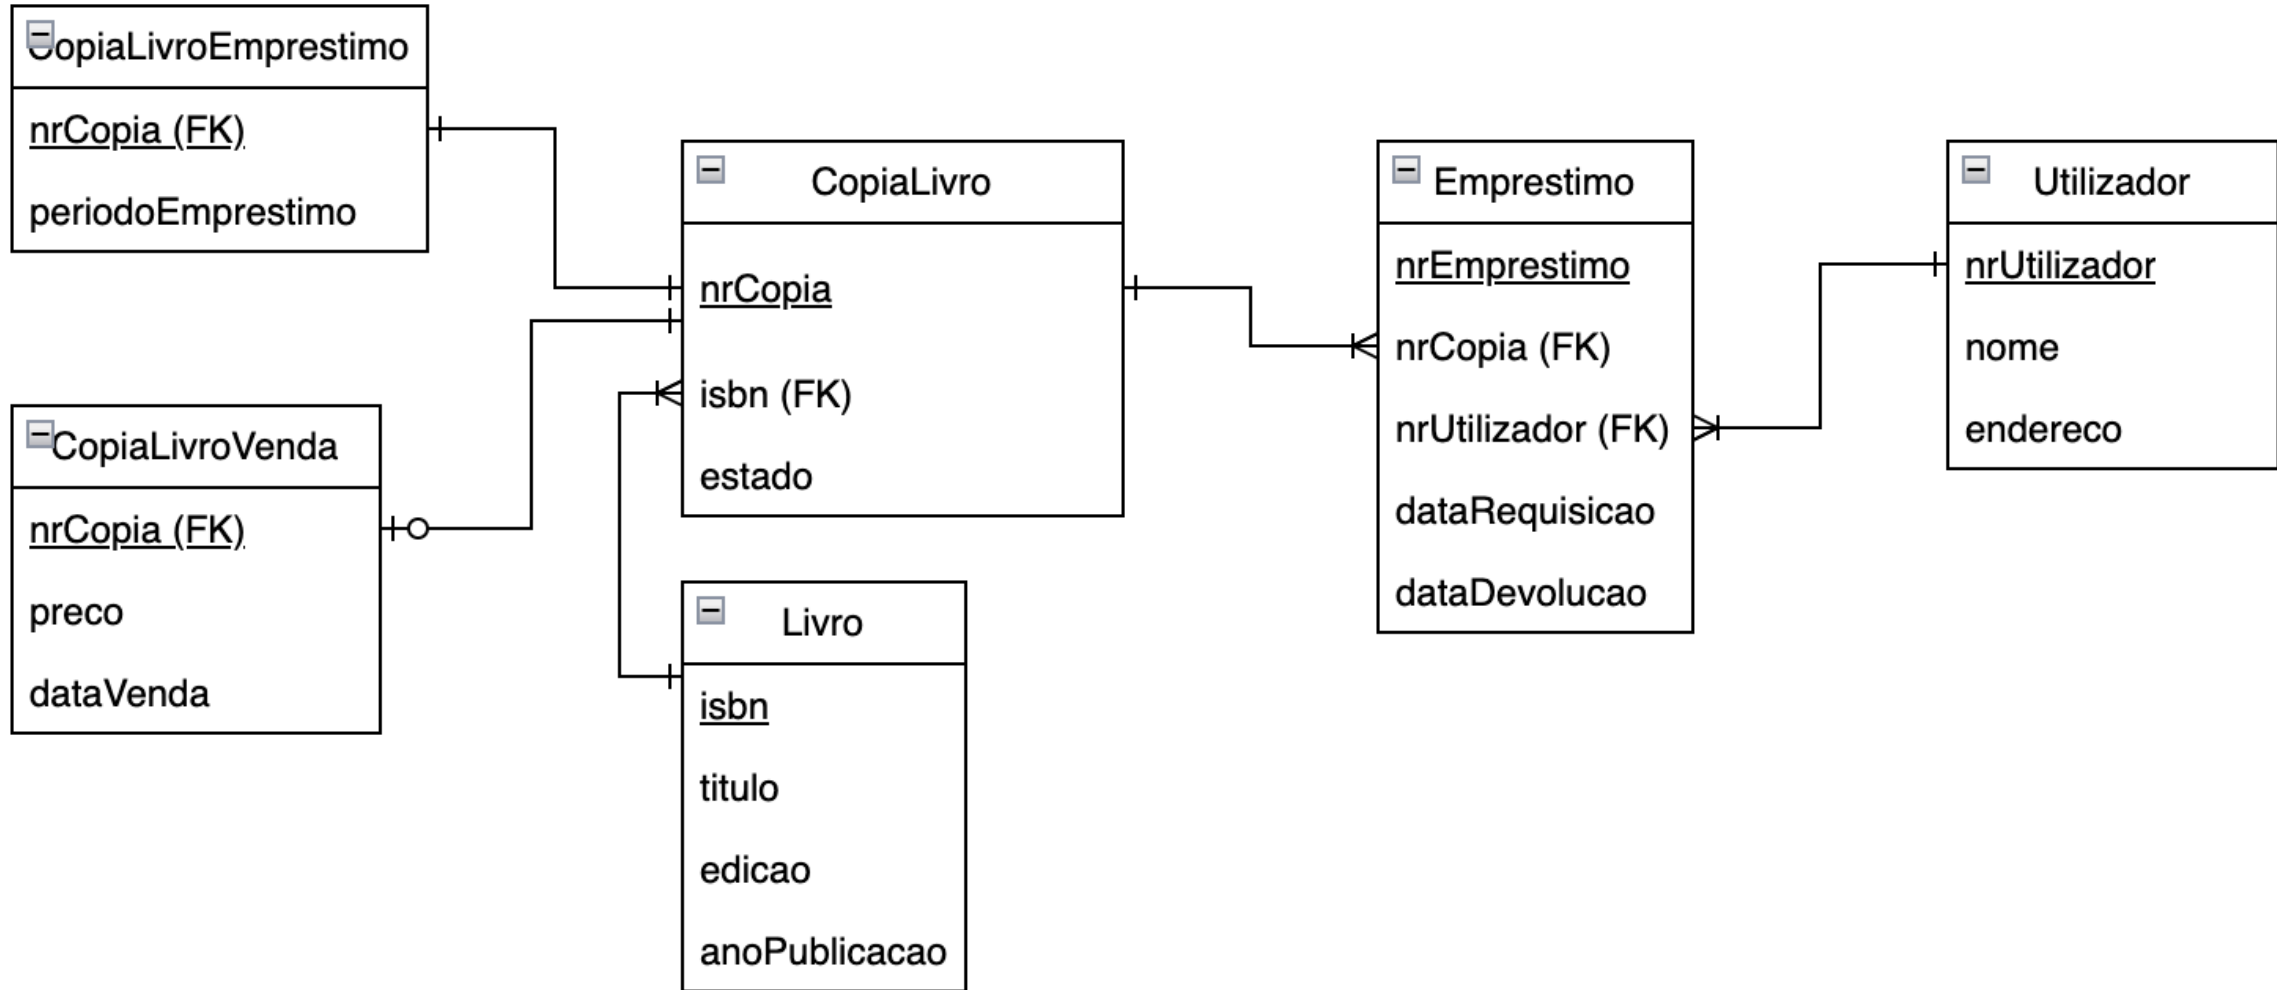 CopiaLivroEmprestimo
nrCopia (FK)
periodoEmprestimo
CopiaLivroVenda
nrCopia (FK)
preco
dataVenda
CopiaLivro
nrCopia
isbn (FK)
estado
Livro
isbn
titulo
edicao
anoPublicacao
Emprestimo
nrEmprestimo
nrCopia (FK)
nrUtilizador (FK)
dataRequisicao
dataDevolucao
Utilizador
nrUtilizador
nome
endereco